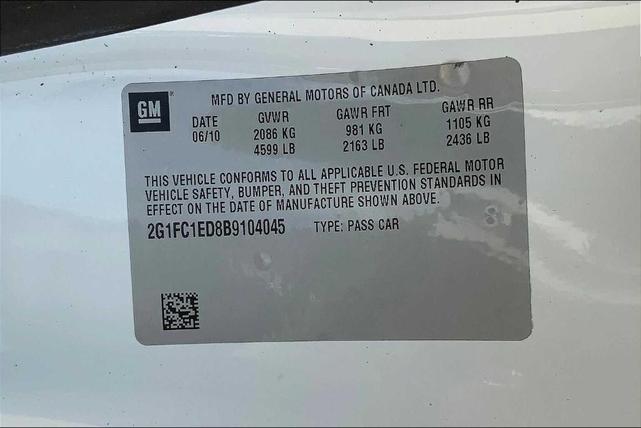 GM
MFD BY GENERAL MOTORS OF CANADA LTD.
DATE GVWR GAWR FRT GAWR RR
06/10 2086 KG 981 KG 1105 KG
4599 LB 2163 LB 2436 LB
THIS VEHICLE CONFORMS TO ALL APPLICABLE U.S. FEDERAL MOTOR
VEHICLE SAFETY, BUMPER, AND THEFT PREVENTION STANDARDS IN
EFFECT ON THE DATE OF MANUFACTURE SHOWN ABOVE.
2G1FC1ED8B9104045 TYPE: PASS CAR